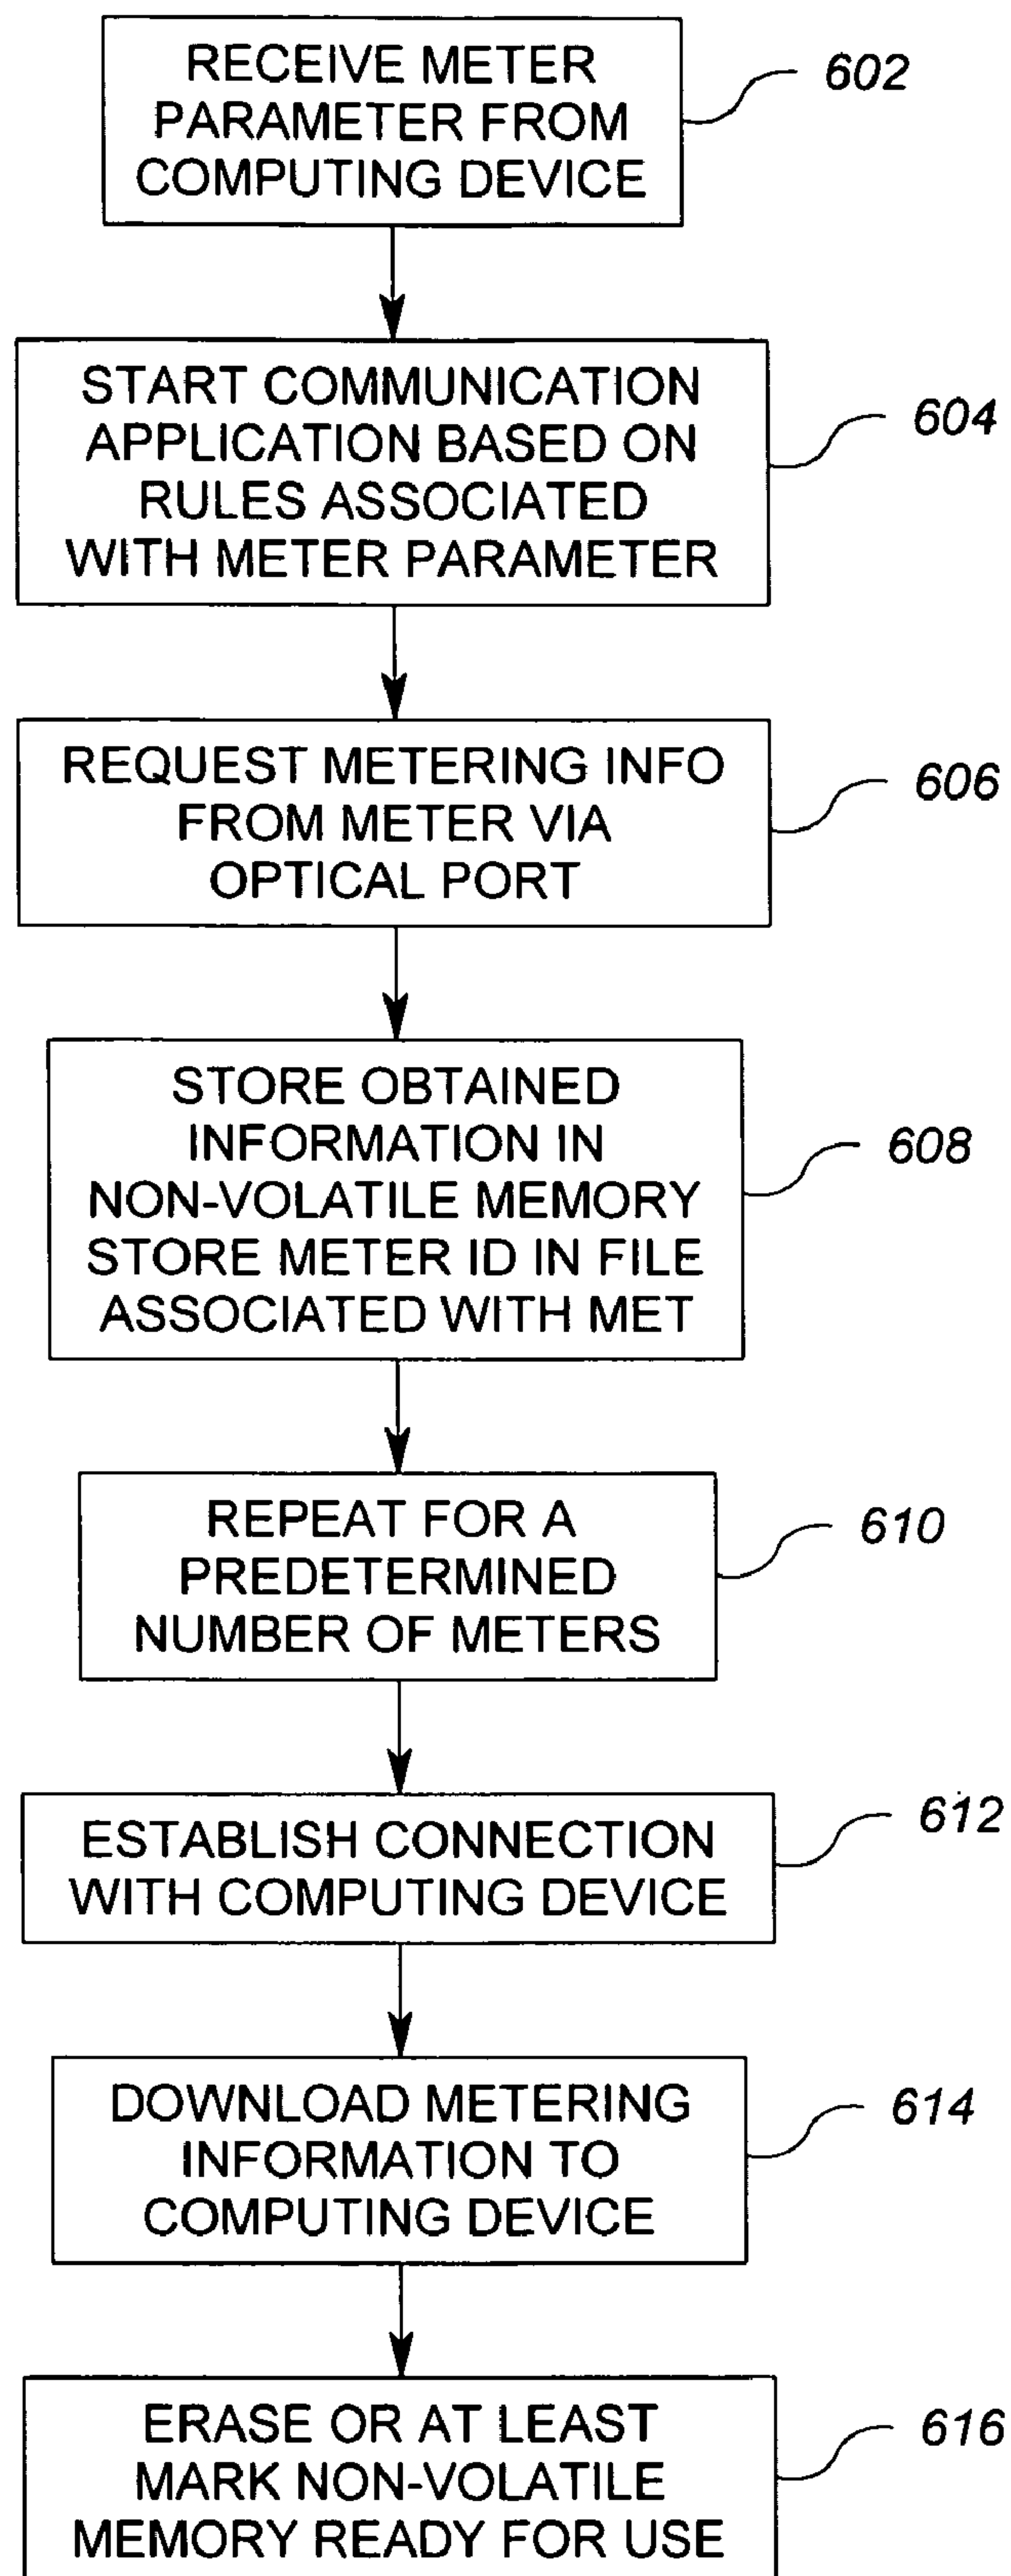 RECEIVE METER
PARAMETER FROM
COMPUTING DEVICE
602
START COMMUNICATION
APPLICATION BASED ON
RULES ASSOCIATED
WITH METER PARAMETER
604
REQUEST METERING INFO
FROM METER VIA
OPTICAL PORT
606
STORE OBTAINED
INFORMATION IN
NON-VOLATILE MEMORY
STORE METER ID IN FILE
ASSOCIATED WITH MET
608
REPEAT FOR A
PREDETERMINED
NUMBER OF METERS
610
ESTABLISH CONNECTION
WITH COMPUTING DEVICE
612
DOWNLOAD METERING
INFORMATION TO
COMPUTING DEVICE
614
ERASE OR AT LEAST
MARK NON-VOLATILE
MEMORY READY FOR USE
616